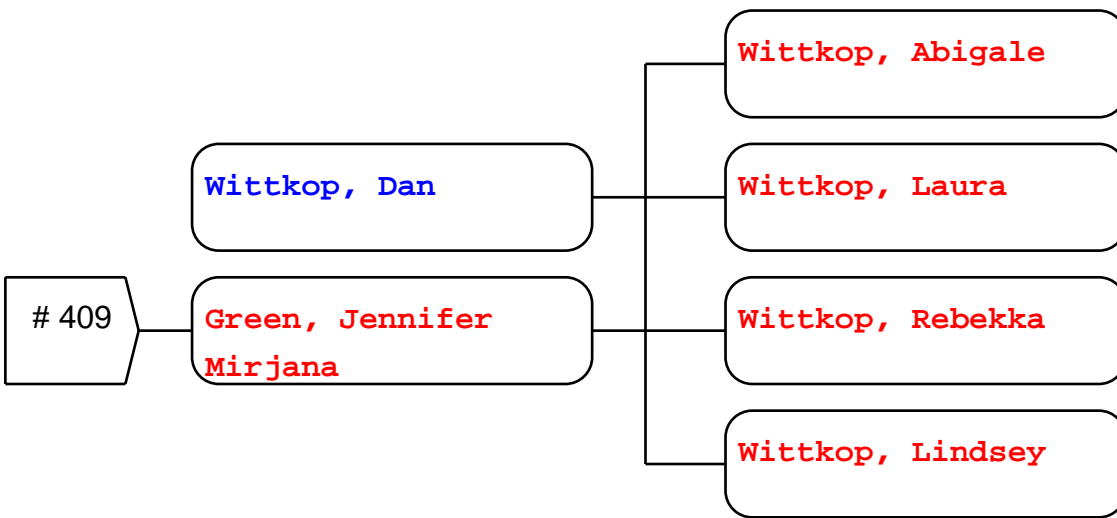 Wittkop, Abigale
Wittkop, Dan
Wittkop, Laura
# 409
Green, Jennifer
Mirjana
Wittkop, Rebekka
Wittkop, Lindsey